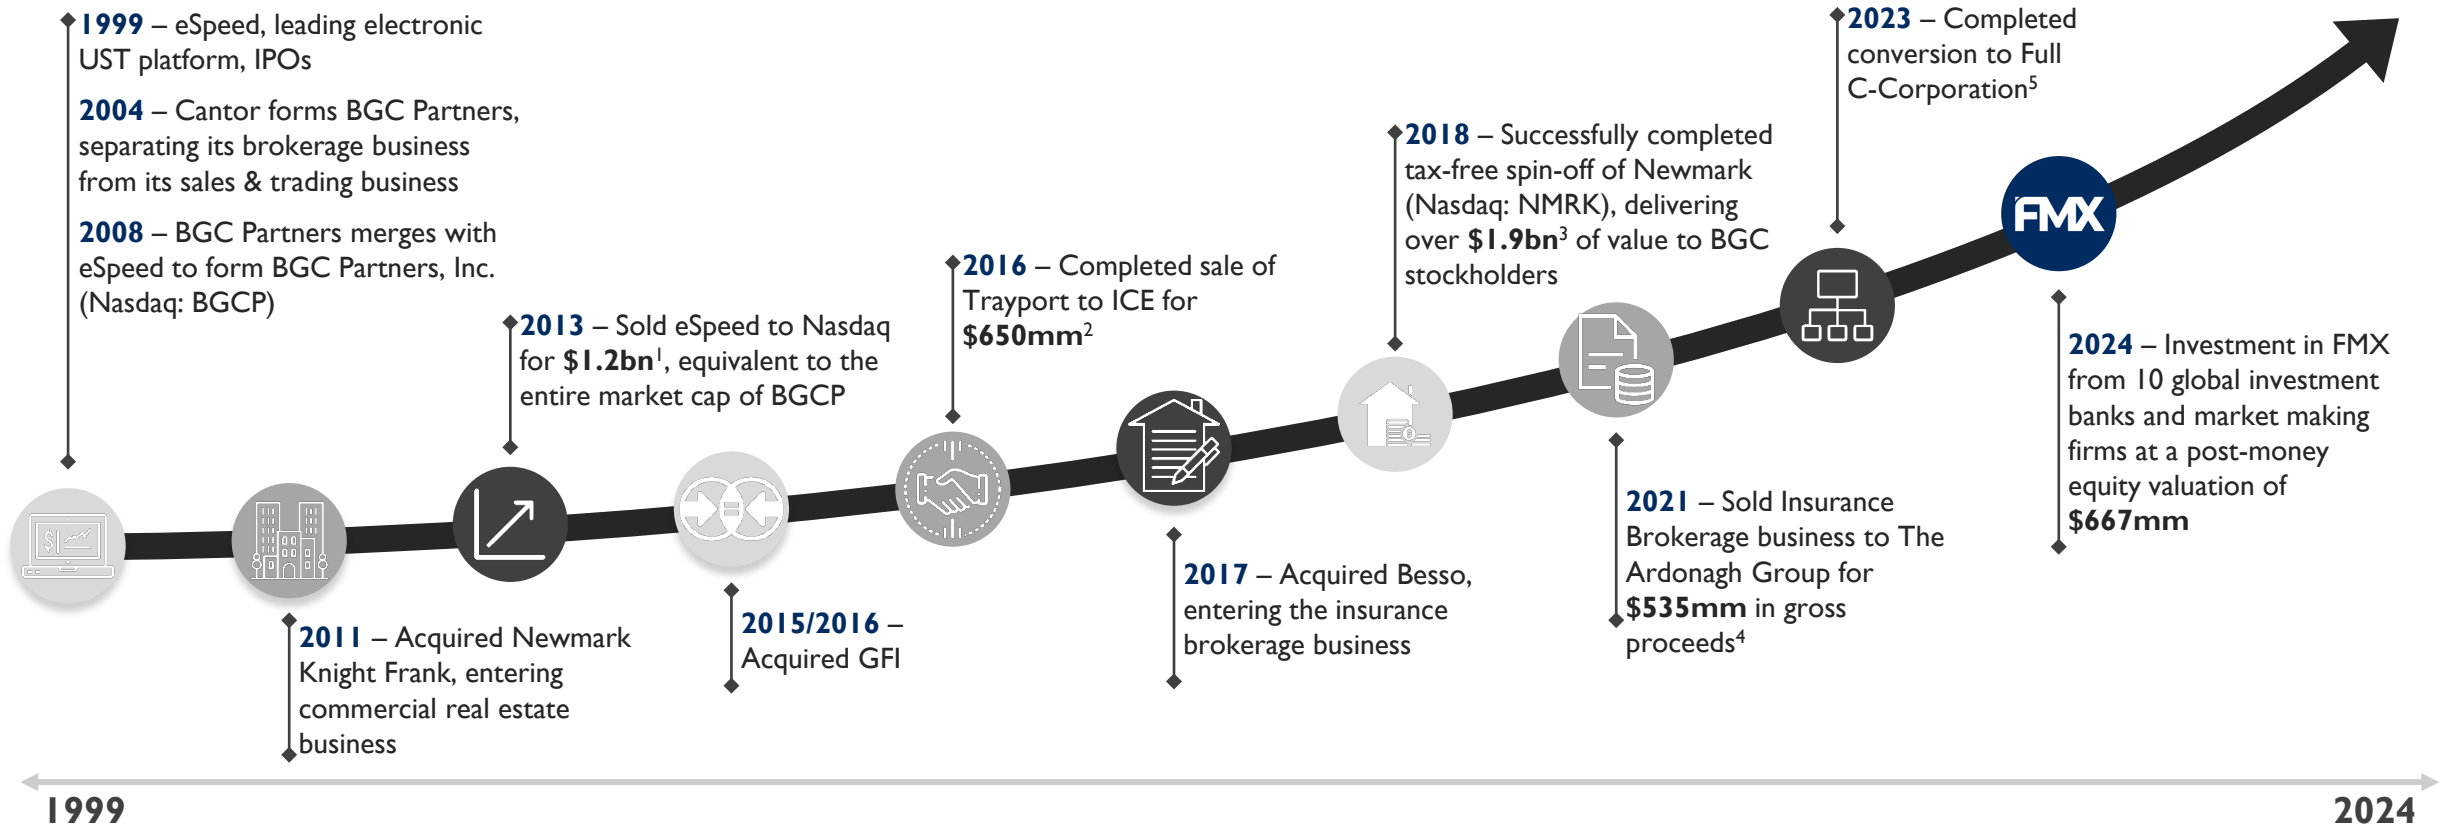 1999 – eSpeed, leading electronic
UST platform, IPOs
2004 – Cantor forms BGC Partners,
separating its brokerage business
from its sales & trading business
2008 – BGC Partners merges with
eSpeed to form BGC Partners, Inc.
(Nasdaq: BGCP)
2011 – Acquired Newmark
Knight Frank, entering
commercial real estate
business
2013 – Sold eSpeed to Nasdaq
for $1.2bn¹, equivalent to the
entire market cap of BGCP
2015/2016 –
Acquired GFI
2016 – Completed sale of
Trayport to ICE for
$650mm²
2017 – Acquired Besso,
entering the insurance
brokerage business
2018 – Successfully completed
tax-free spin-off of Newmark
(Nasdaq: NMRK), delivering
over $1.9bn³ of value to BGC
stockholders
2021 – Sold Insurance
Brokerage business to The
Ardonagh Group for
$535mm in gross
proceeds⁴
2023 – Completed
conversion to Full
C-Corporation⁵
FMX
2024 – Investment in FMX
from 10 global investment
banks and market making
firms at a post-money
equity valuation of
$667mm
$
=
1999
2024